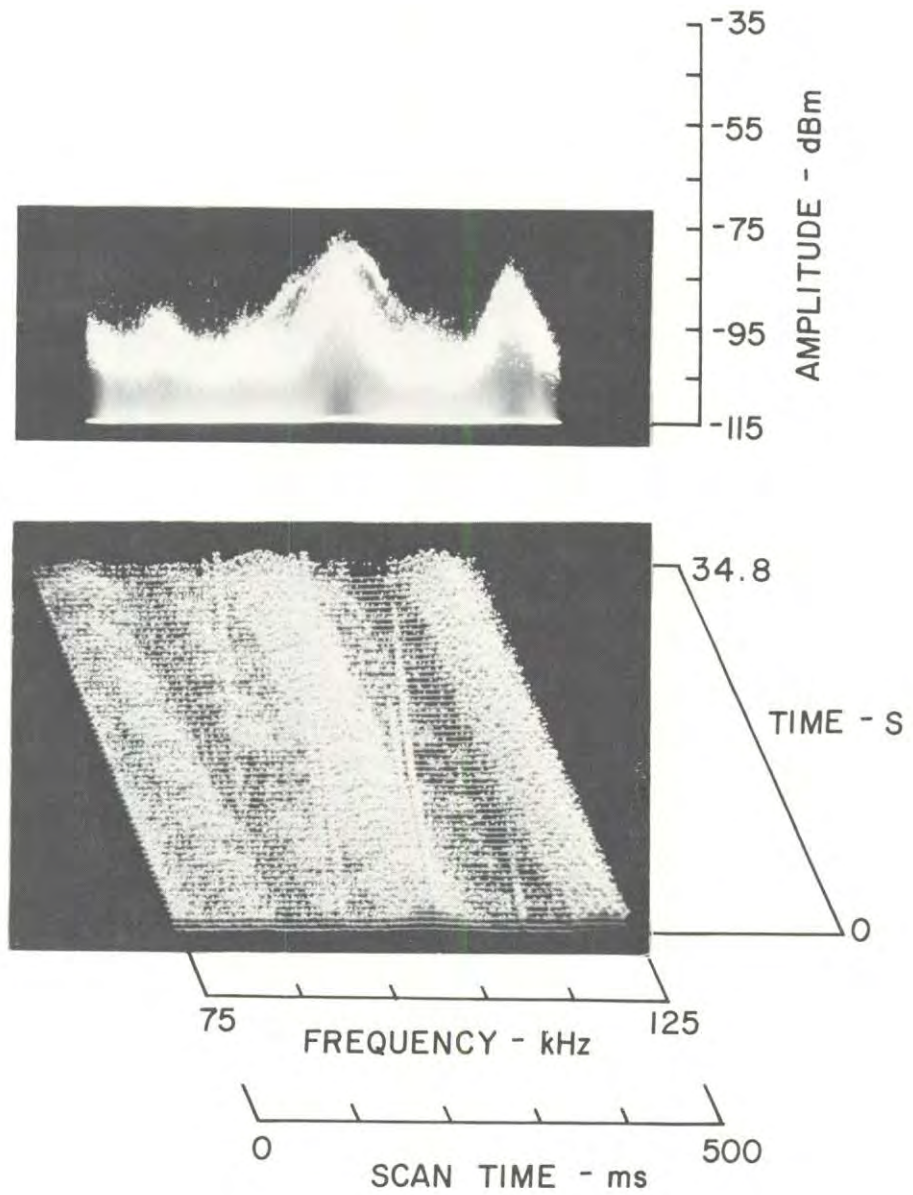 -35
-55
-75
-95
-115
AMPLITUDE - dBm
34.8
TIME - S
0
75
125
FREQUENCY - kHz
0
500
SCAN TIME - ms